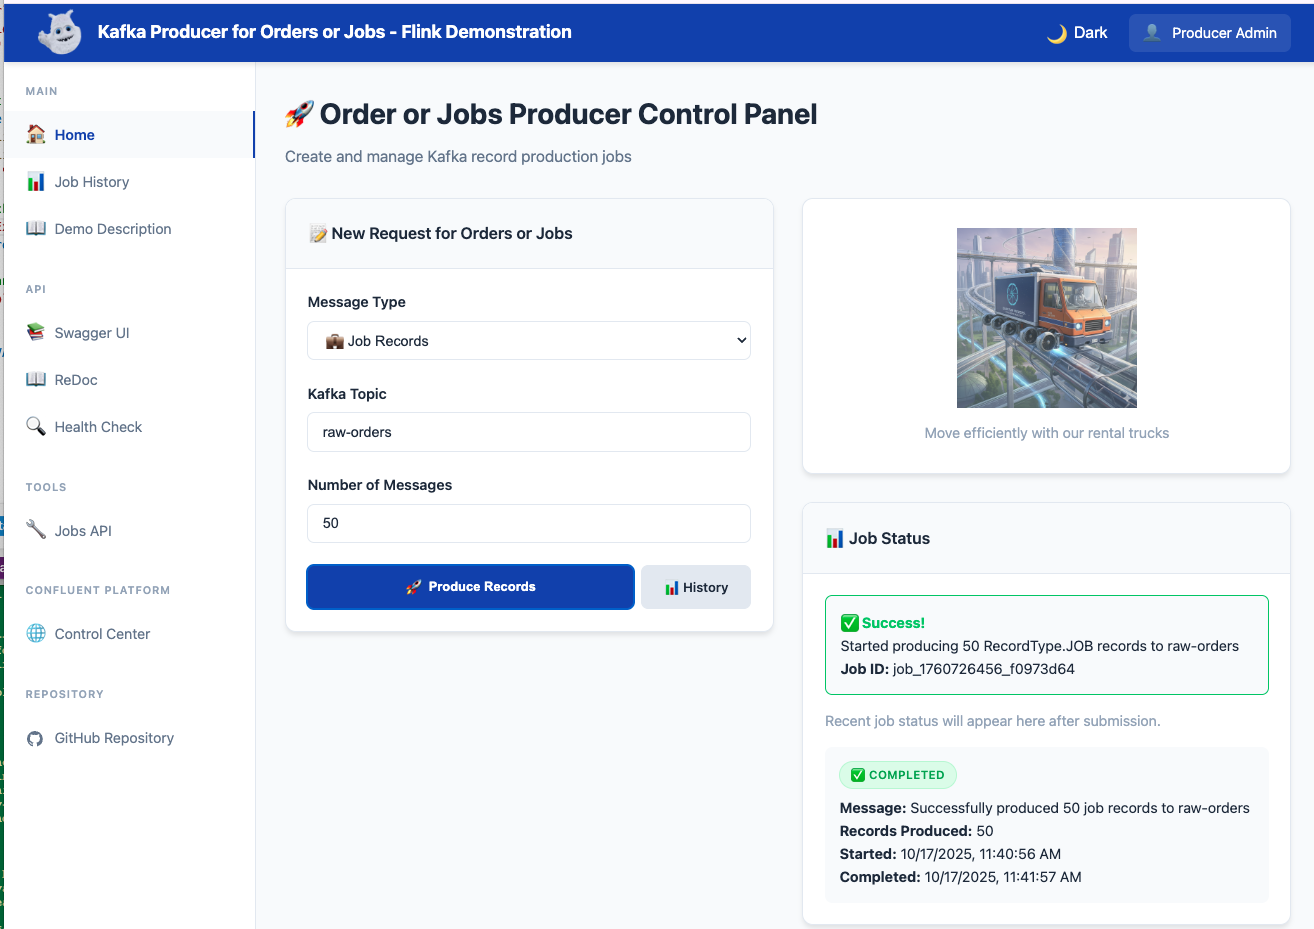 Kafka Producer for Orders or Jobs - Flink Demonstration
Dark
Producer Admin
MAIN
Home
Job History
Demo Description
API
Swagger UI
ReDoc
Health Check
TOOLS
Jobs API
CONFLUENT PLATFORM
Control Center
REPOSITORY
GitHub Repository
Order or Jobs Producer Control Panel
Create and manage Kafka record production jobs
New Request for Orders or Jobs
Message Type
Job Records
Kafka Topic
raw-orders
Number of Messages
50
Produce Records
History
Move efficiently with our rental trucks
Job Status
Success!
Started producing 50 RecordType.JOB records to raw-orders
Job ID: job_1760726456_f0973d64
Recent job status will appear here after submission.
COMPLETED
Message: Successfully produced 50 job records to raw-orders
Records Produced: 50
Started: 10/17/2025, 11:40:56 AM
Completed: 10/17/2025, 11:41:57 AM